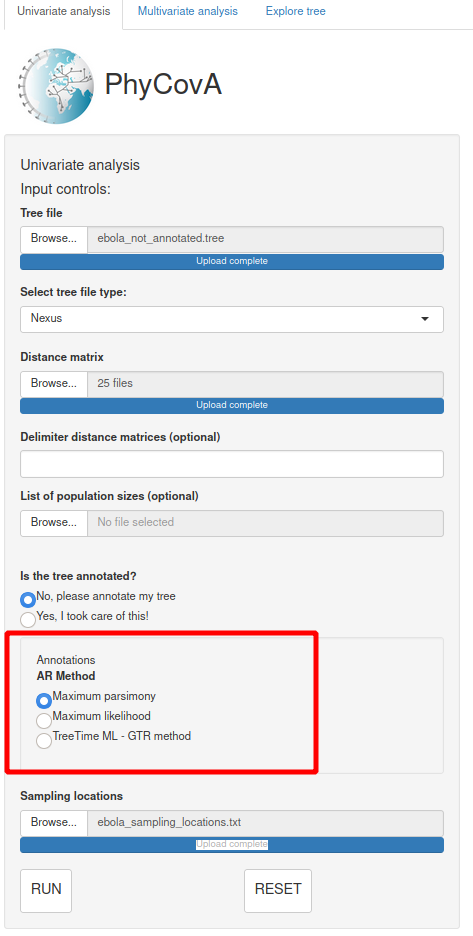 Univariate analysis Multivariate analysis Explore tree
PhyCovA
Univariate analysis
Input controls:
Tree file
Browse... ebola_not_annotated.tree
Upload complete
Select tree file type:
Nexus
Distance matrix
Browse... 25 files
Upload complete
Delimiter distance matrices (optional)
List of population sizes (optional)
Browse... No file selected
Is the tree annotated?
No, please annotate my tree
Yes, I took care of this!
Annotations
AR Method
Maximum parsimony
Maximum likelihood
TreeTime ML - GTR method
Sampling locations
Browse... ebola_sampling_locations.txt
Upload complete
RUN RESET